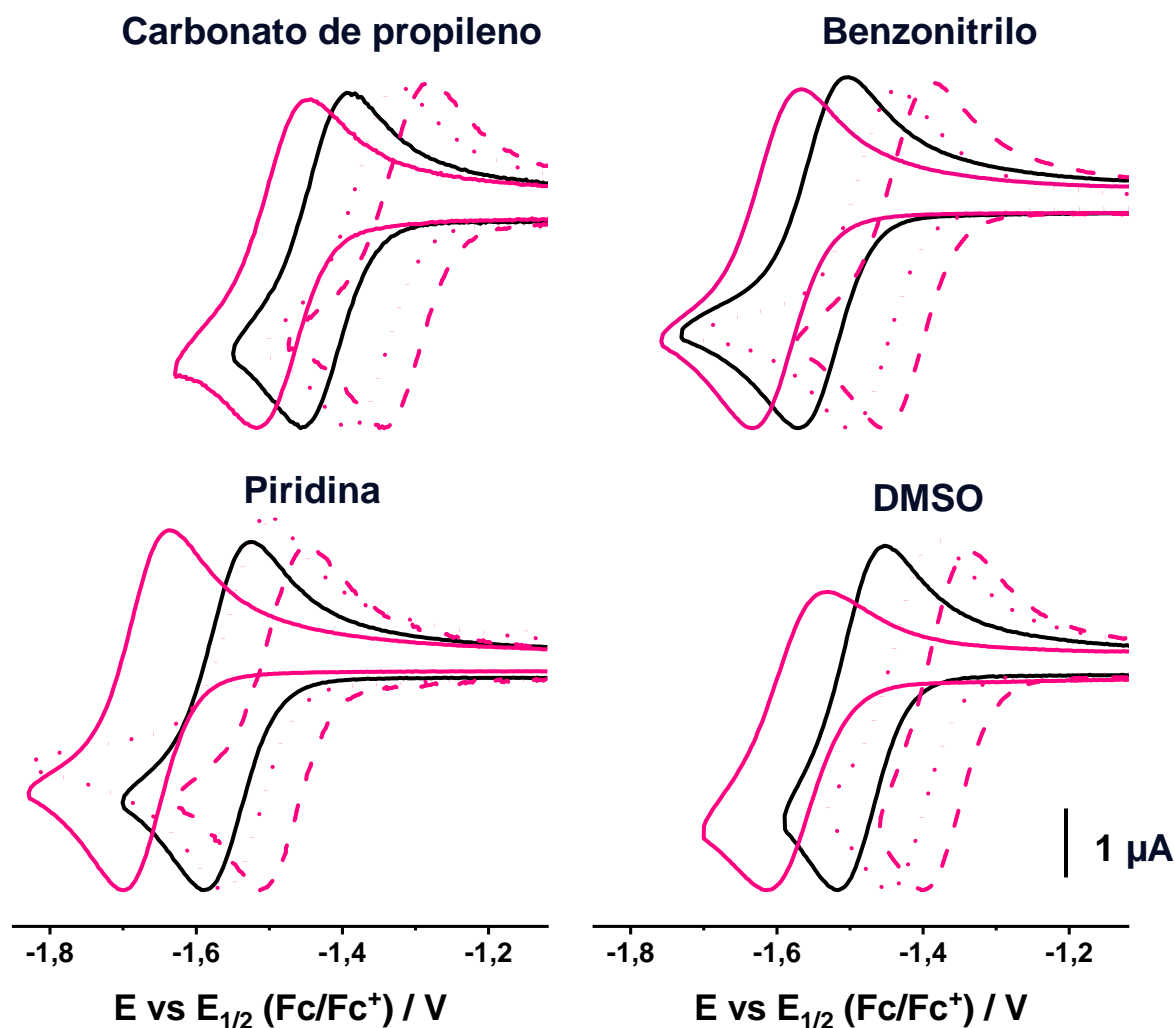 Carbonato de propileno
Benzonitrilo
Piridina
DMSO
1 µA
-1,8 -1,6 -1,4 -1,2
-1,8 -1,6 -1,4 -1,2
E vs E1/2 (Fc/Fc+) / V
E vs E1/2 (Fc/Fc+) / V